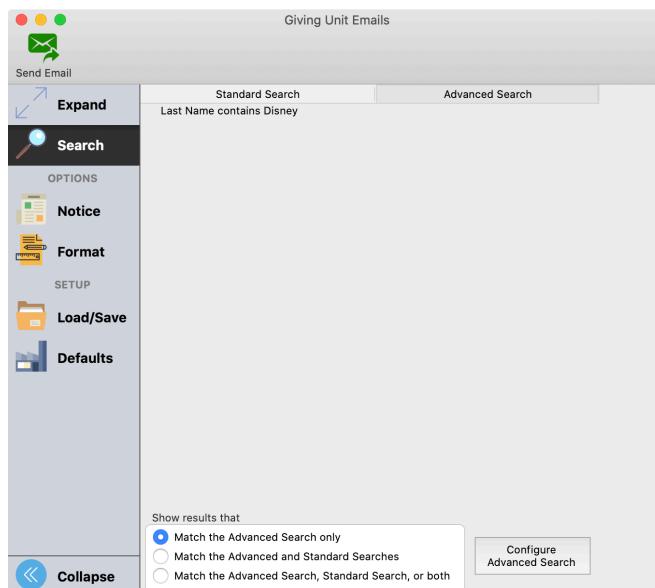 Giving Unit Emails
Send Email
Expand
Search
OPTIONS
Notice
Format
SETUP
Load/Save
Defaults
Collapse
Standard Search
Advanced Search
Last Name contains Disney
Show results that
Match the Advanced Search only
Match the Advanced and Standard Searches
Match the Advanced Search, Standard Search, or both
Configure
Advanced Search